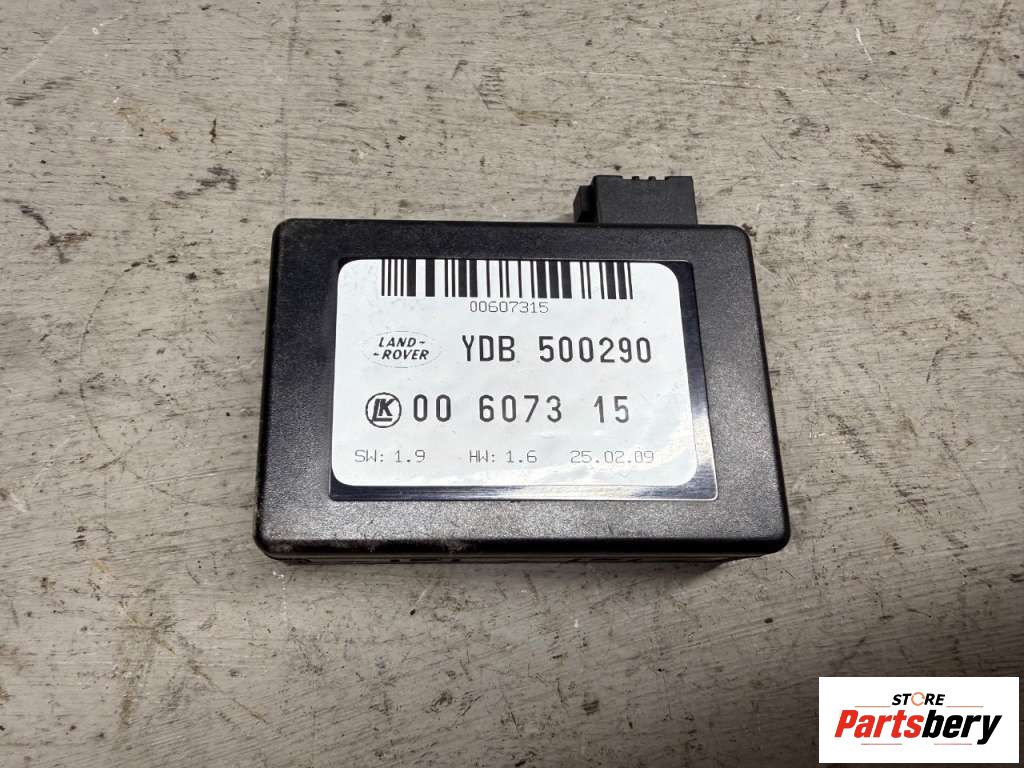 00607315
LAND-
-ROVER
YDB 500290
LK 00 6073 15
SW: 1.9 HW: 1.6 25.02.09
STORE
Partsbery